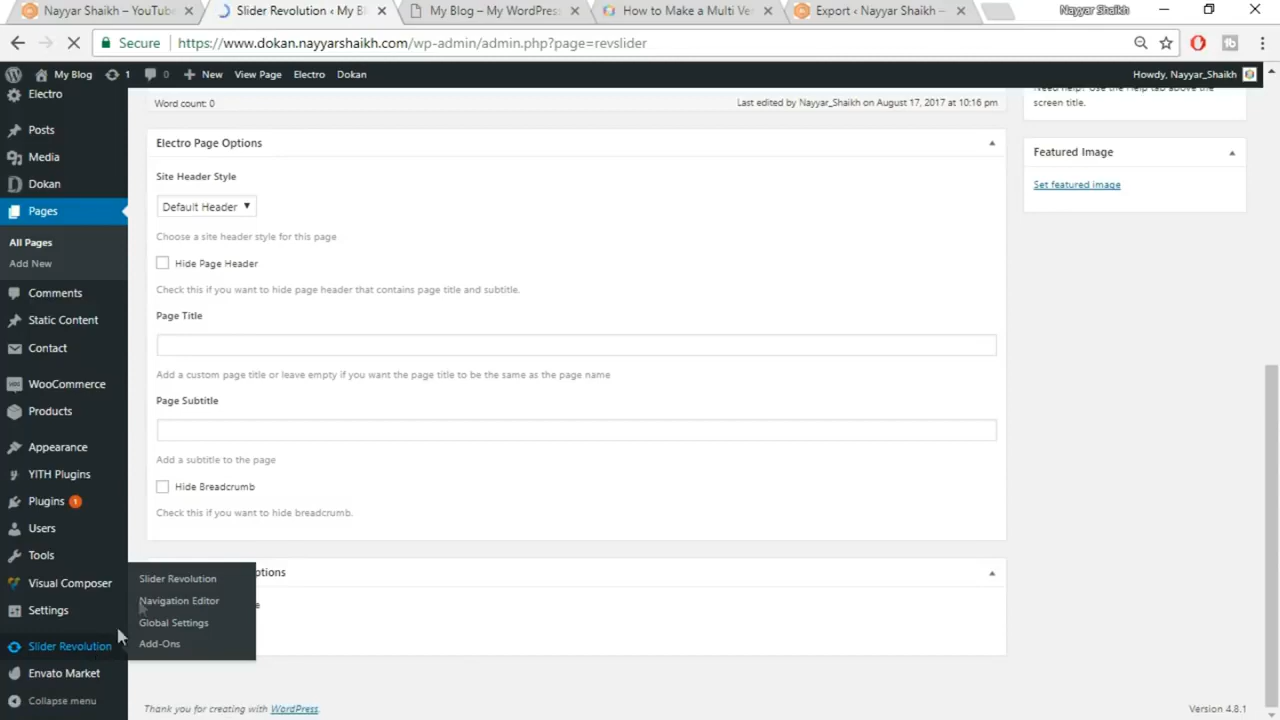 Nayyar Shaikh – YouTube
Slider Revolution ‹ My Bl
My Blog – My WordPress
How to Make a Multi Ve
Export ‹ Nayyar Shaikh —
Nayyar Shaikh
Secure
https://www.dokan.nayyarshaikh.com/wp-admin/admin.php?page=revslider
My Blog
1
0
New
View Page
Electro
Dokan
Howdy, Nayyar_Shaikh
Electro
Posts
Media
Dokan
Pages
All Pages
Add New
Comments
Static Content
Contact
WooCommerce
Products
Appearance
YITH Plugins
Plugins 1
Users
Tools
Visual Composer
Settings
Slider Revolution
Envato Market
Collapse menu
Slider Revolution
Navigation Editor
Global Settings
Add-Ons
Word count: 0
Last edited by Nayyar_Shaikh on August 17, 2017 at 10:16 pm
Electro Page Options
Site Header Style
Default Header
Choose a site header style for this page
Hide Page Header
Check this if you want to hide page header that contains page title and subtitle.
Page Title
Add a custom page title or leave empty if you want the page title to be the same as the page name
Page Subtitle
Add a subtitle to the page
Hide Breadcrumb
Check this if you want to hide breadcrumb.
ptions
e
Need help? Use the Help tab above the
screen title.
Featured Image
Set featured image
Thank you for creating with WordPress.
Version 4.8.1